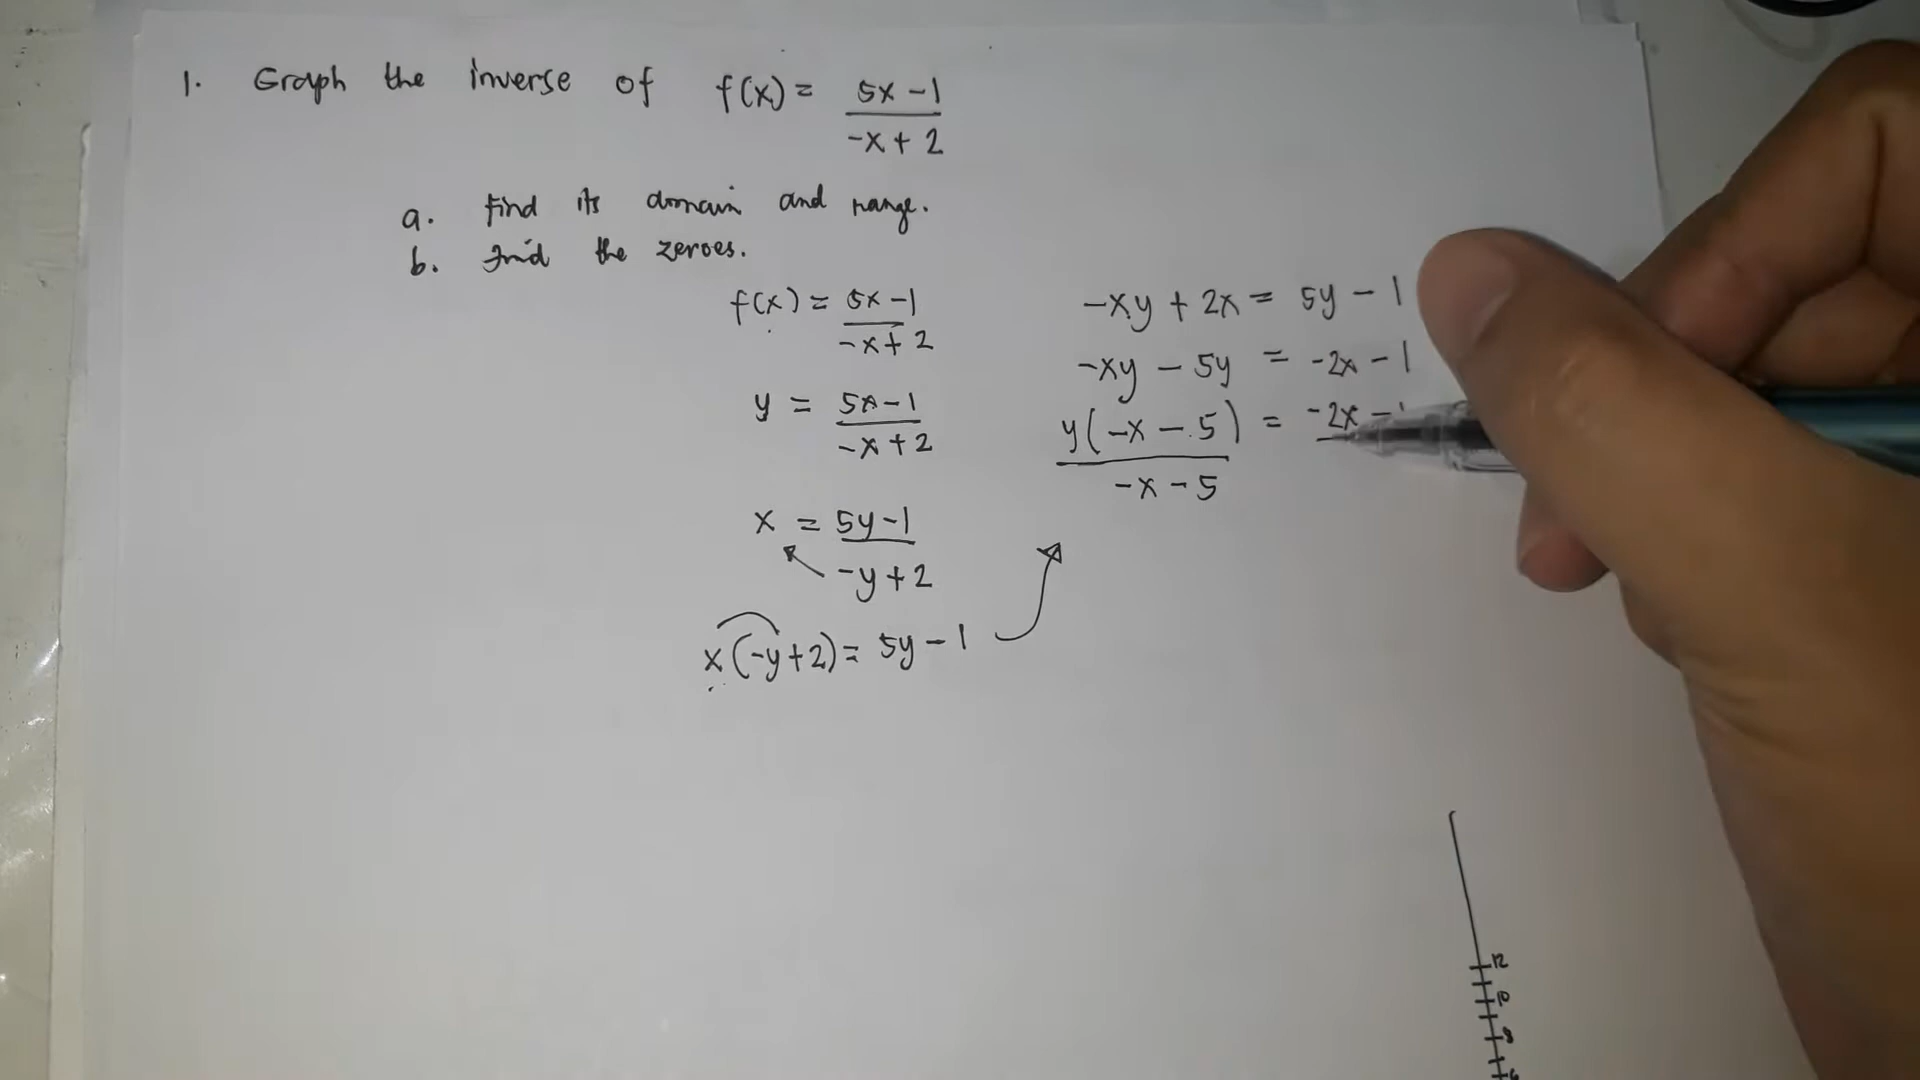 1. Graph the inverse of f(x) = 5x - 1
-x + 2
a. find its domain and range.
b. find the zeroes.
f(x) = 5x - 1
-x + 2
y = 5x - 1
-x + 2
x = 5y - 1
-y + 2
x(-y + 2) = 5y - 1
-xy + 2x = 5y - 1
-xy - 5y = -2x - 1
y(-x - 5) = -2x -
-x - 5
12
10
8